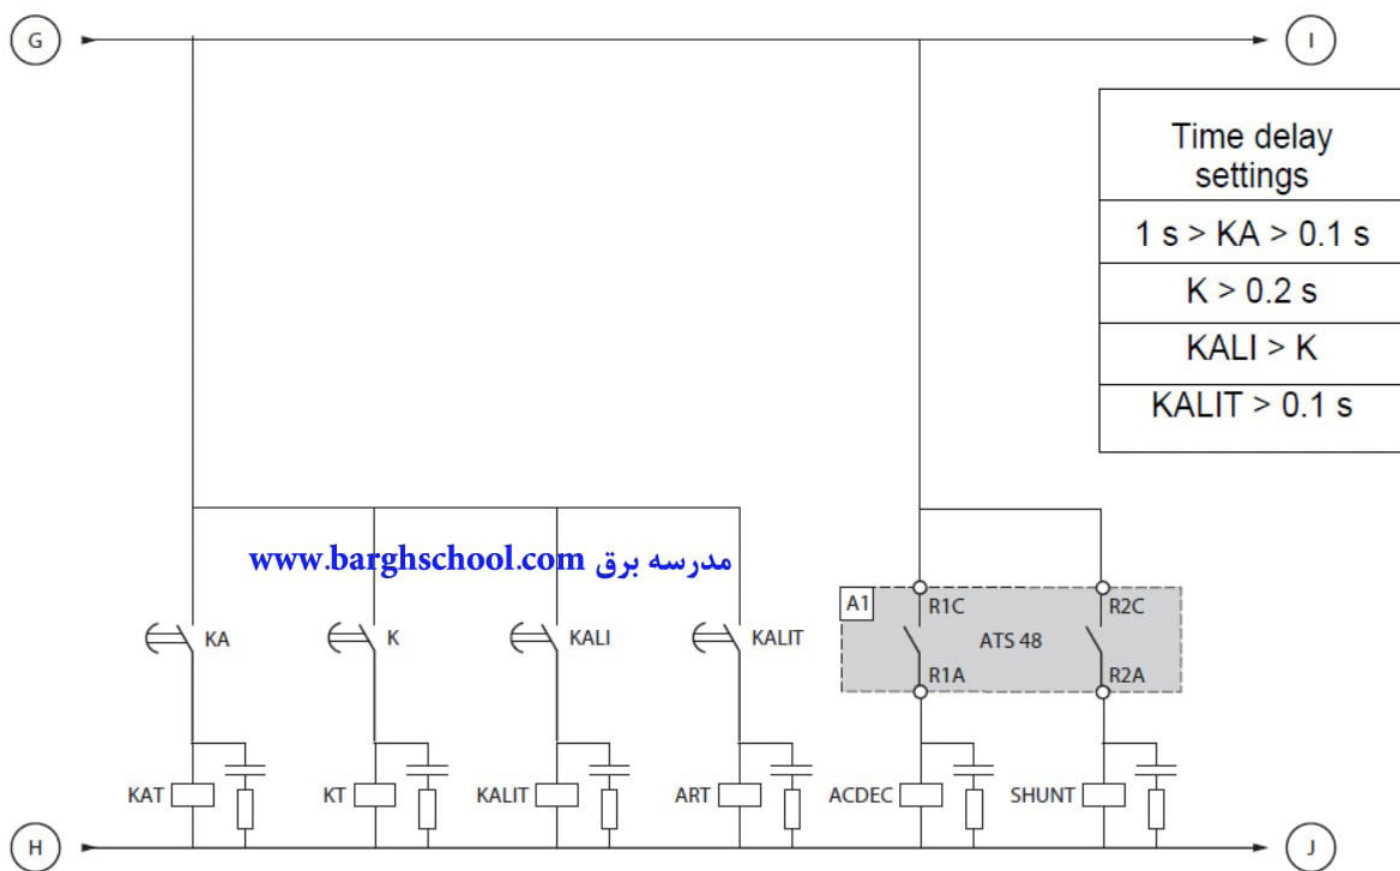 G
I
Time delay
settings
1 s > KA > 0.1 s
K > 0.2 s
KALI > K
KALIT > 0.1 s
www.barghschool.com مدرسه برق
A1
R1C
R2C
KA
K
KALI
KALIT
ATS 48
R1A
R2A
KAT
KT
KALIT
ART
ACDEC
SHUNT
H
J